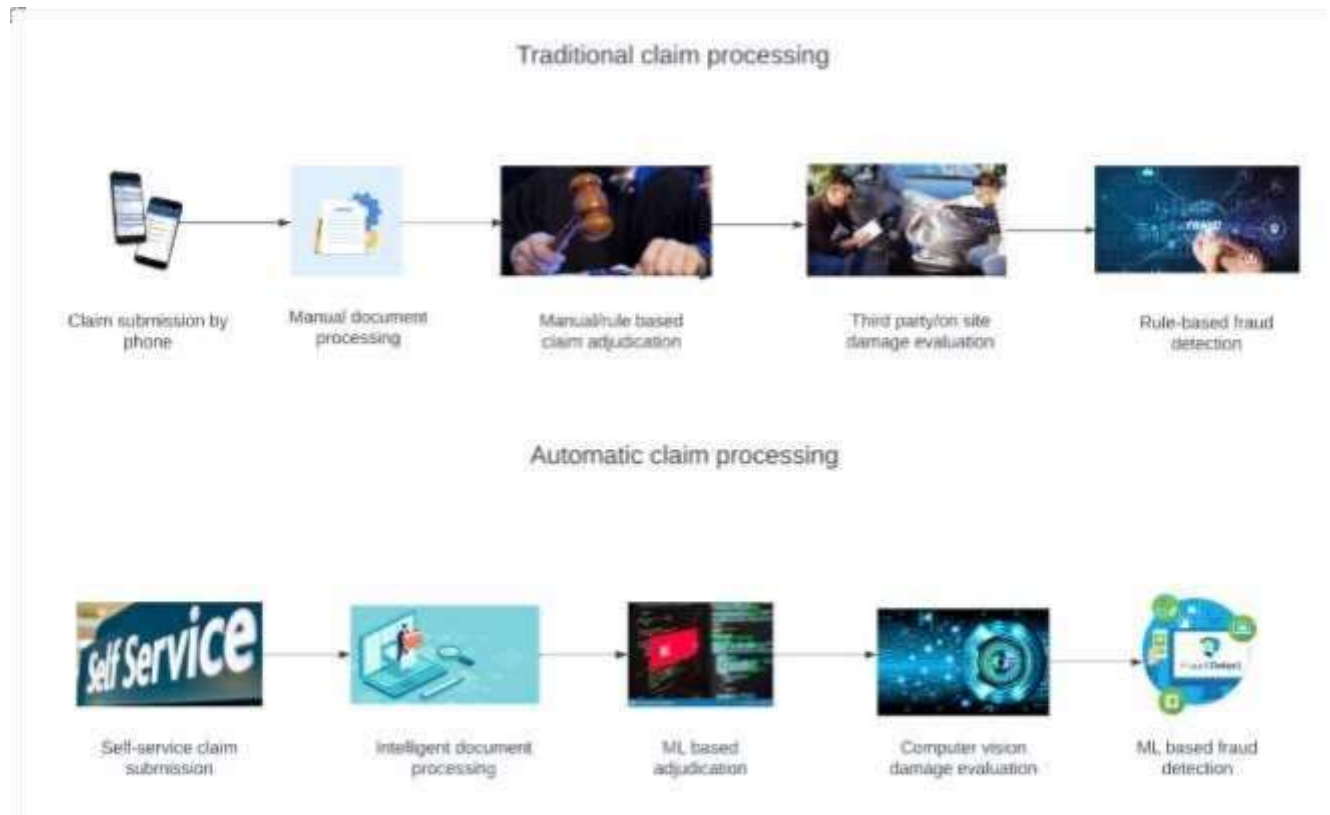 Traditional claim processing
FRAUD
Claim submission by
phone
Manual document
processing
Manual/rule based
claim adjudication
Third party/on site
damage evaluation
Rule-based fraud
detection
Automatic claim processing
Self Service
Self-service claim
submission
Intelligent document
processing
ML based
adjudication
Computer vision
damage evaluation
ML based fraud
detection